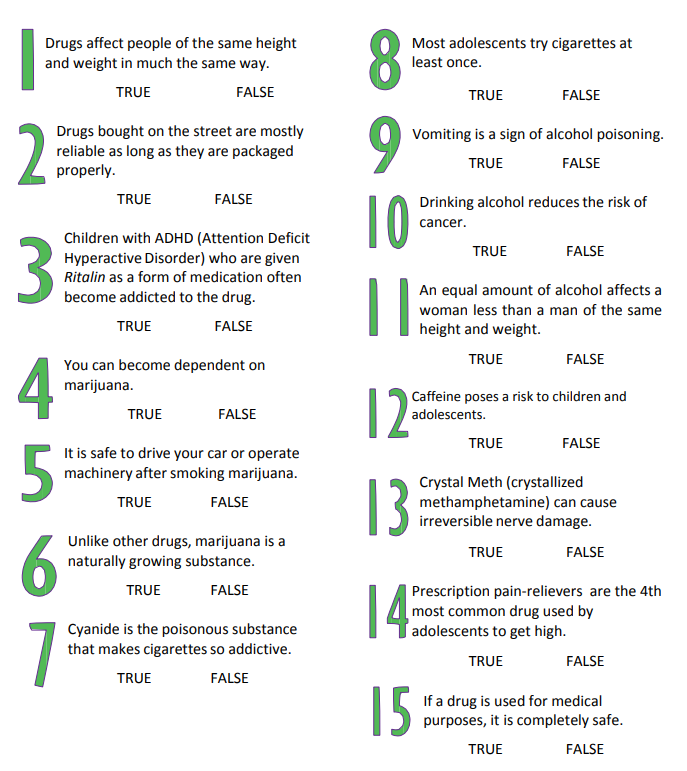 1
Drugs affect people of the same height
and weight in much the same way.
TRUE FALSE
2
Drugs bought on the street are mostly
reliable as long as they are packaged
properly.
TRUE FALSE
3
Children with ADHD (Attention Deficit
Hyperactive Disorder) who are given
Ritalin as a form of medication often
become addicted to the drug.
TRUE FALSE
4
You can become dependent on
marijuana.
TRUE FALSE
5
It is safe to drive your car or operate
machinery after smoking marijuana.
TRUE FALSE
6
Unlike other drugs, marijuana is a
naturally growing substance.
TRUE FALSE
7
Cyanide is the poisonous substance
that makes cigarettes so addictive.
TRUE FALSE
8
Most adolescents try cigarettes at
least once.
TRUE FALSE
9
Vomiting is a sign of alcohol poisoning.
TRUE FALSE
10
Drinking alcohol reduces the risk of
cancer.
TRUE FALSE
11
An equal amount of alcohol affects a
woman less than a man of the same
height and weight.
TRUE FALSE
12
Caffeine poses a risk to children and
adolescents.
TRUE FALSE
13
Crystal Meth (crystallized
methamphetamine) can cause
irreversible nerve damage.
TRUE FALSE
14
Prescription pain-relievers are the 4th
most common drug used by
adolescents to get high.
TRUE FALSE
15
If a drug is used for medical
purposes, it is completely safe.
TRUE FALSE